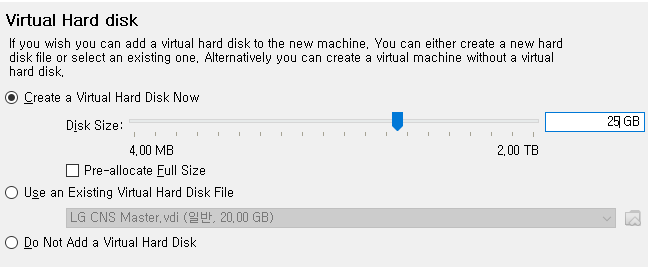 Virtual Hard disk
If you wish you can add a virtual hard disk to the new machine. You can either create a new hard
disk file or select an existing one. Alternatively you can create a virtual machine without a virtual
hard disk.
Create a Virtual Hard Disk Now
Disk Size:
25 GB
4.00 MB
2.00 TB
Pre-allocate Full Size
Use an Existing Virtual Hard Disk File
LG CNS Master.vdi (일반, 20.00 GB)
Do Not Add a Virtual Hard Disk